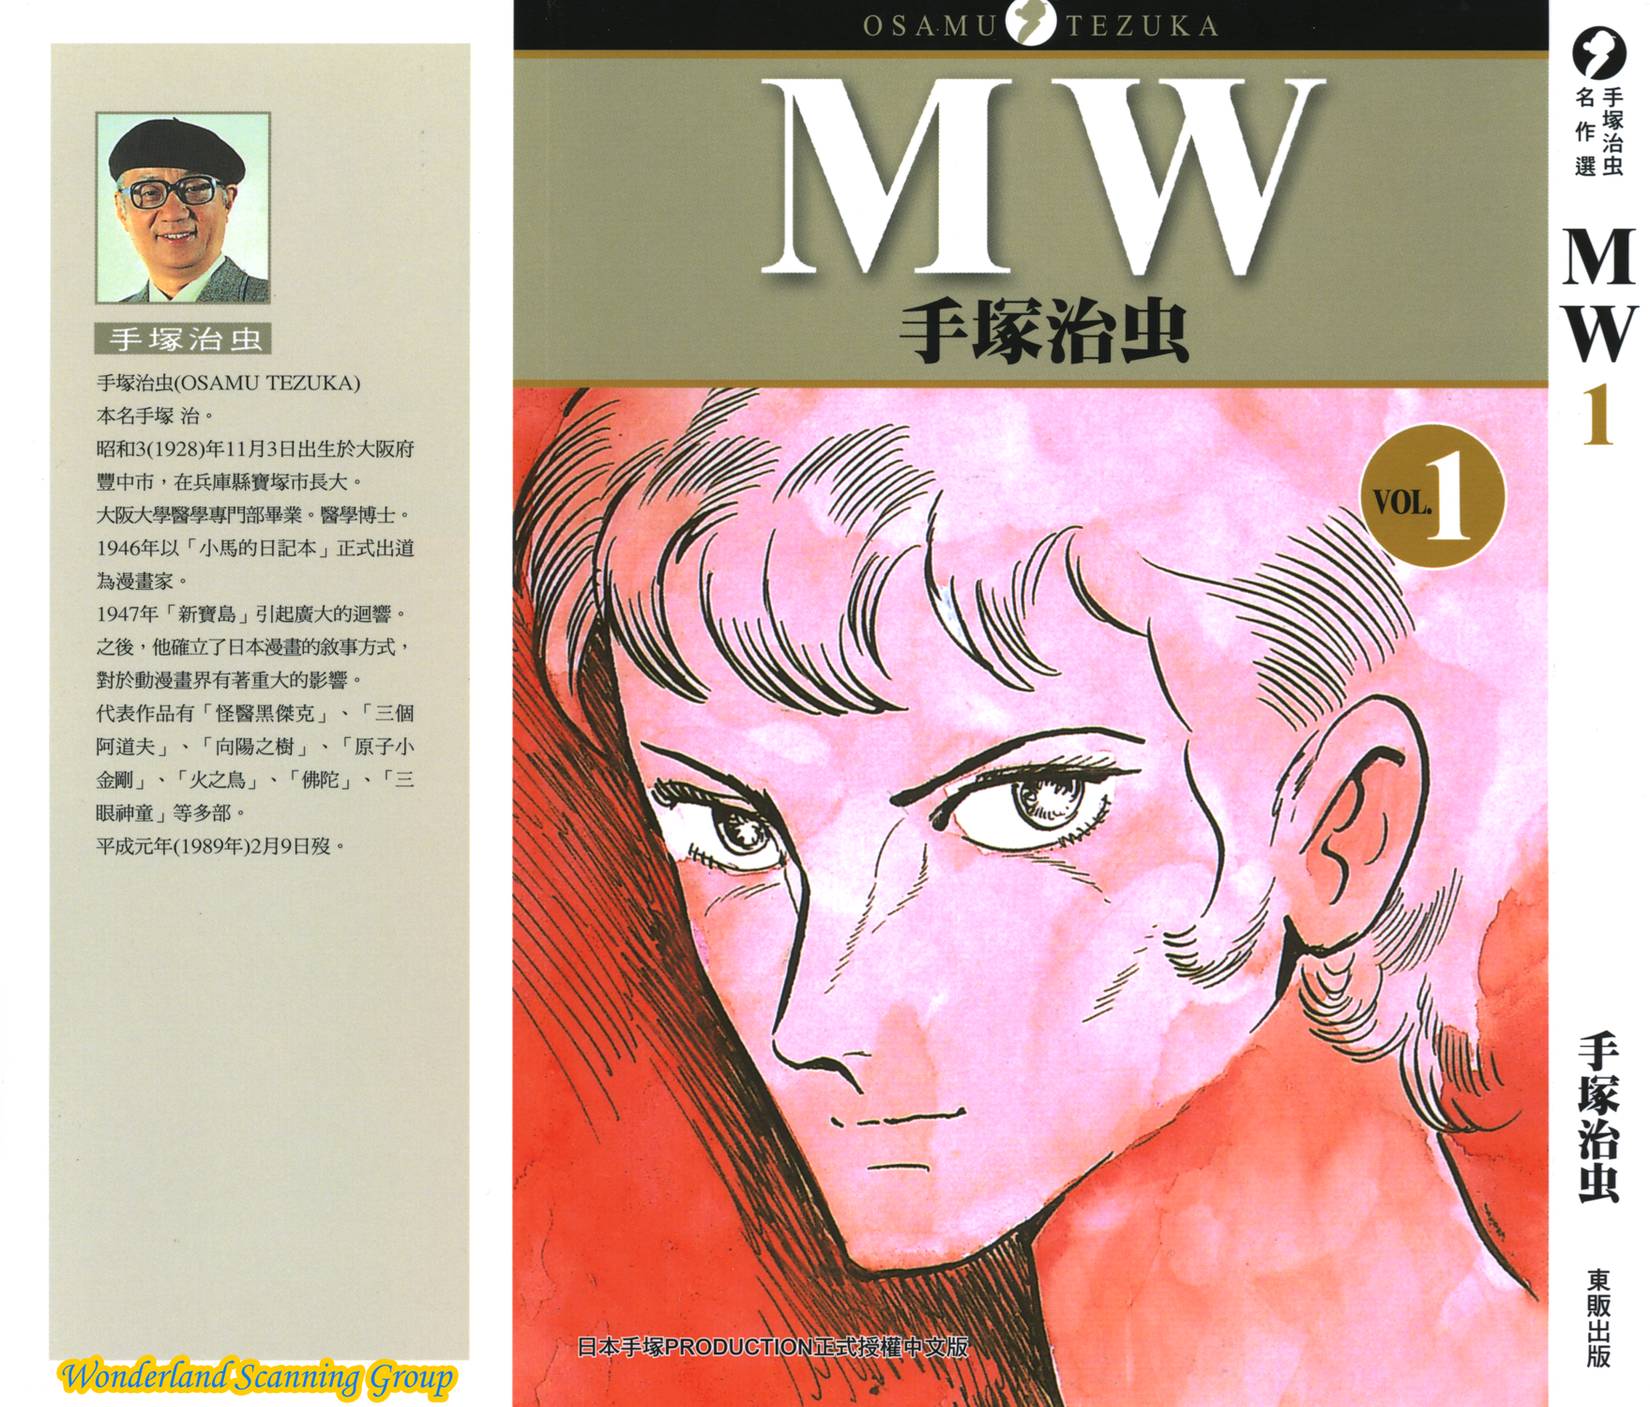 手塚治虫
手塚治虫(OSAMU TEZUKA)
本名手塚 治。
昭和3(1928)年11月3日出生於大阪府
豐中市，在兵庫縣寶塚市長大。
大阪大學醫學專門部畢業。醫學博士。
1946年以「小馬的日記本」正式出道
為漫畫家。
1947年「新寶島」引起廣大的迴響。
之後，他確立了日本漫畫的敘事方式，
對於動漫畫界有著重大的影響。
代表作品有「怪醫黑傑克」、「三個
阿道夫」、「向陽之樹」、「原子小
金剛」、「火之鳥」、「佛陀」、「三
眼神童」等多部。
平成元年(1989年)2月9日歿。
Wonderland Scanning Group
OSAMU TEZUKA
MW
手塚治虫
VOL.1
日本手塚PRODUCTION正式授權中文版
手塚治虫
名作選
MW
1
手塚治虫
東販出版